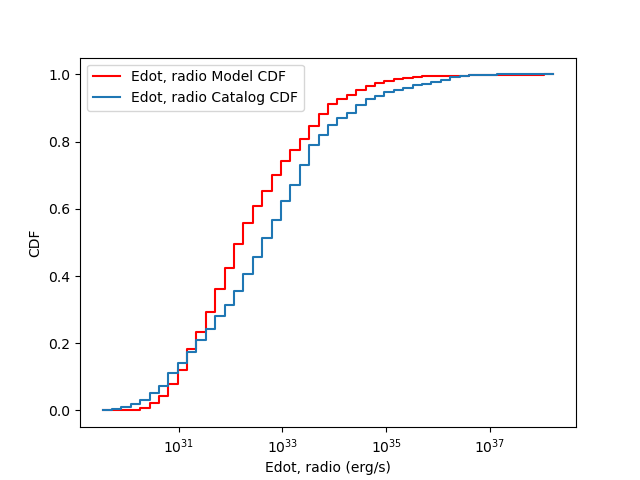 Edot, radio Model CDF
Edot, radio Catalog CDF
1.0
0.8
0.6
0.4
0.2
0.0
CDF
10^31 10^33 10^35 10^37
Edot, radio (erg/s)